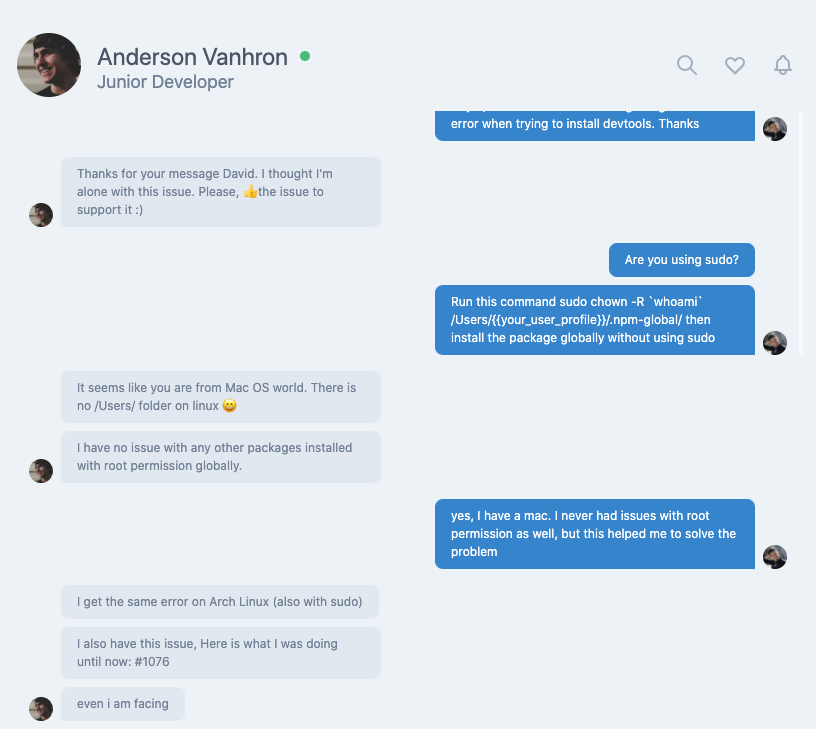 Anderson Vanhron
Junior Developer
error when trying to install devtools. Thanks
Thanks for your message David. I thought I'm
alone with this issue. Please, 👍the issue to
support it :)
Are you using sudo?
Run this command sudo chown -R `whoami`
/Users/{{your_user_profile}}/.npm-global/ then
install the package globally without using sudo
It seems like you are from Mac OS world. There is
no /Users/ folder on linux 😄
I have no issue with any other packages installed
with root permission globally.
yes, I have a mac. I never had issues with root
permission as well, but this helped me to solve the
problem
I get the same error on Arch Linux (also with sudo)
I also have this issue, Here is what I was doing
until now: #1076
even i am facing